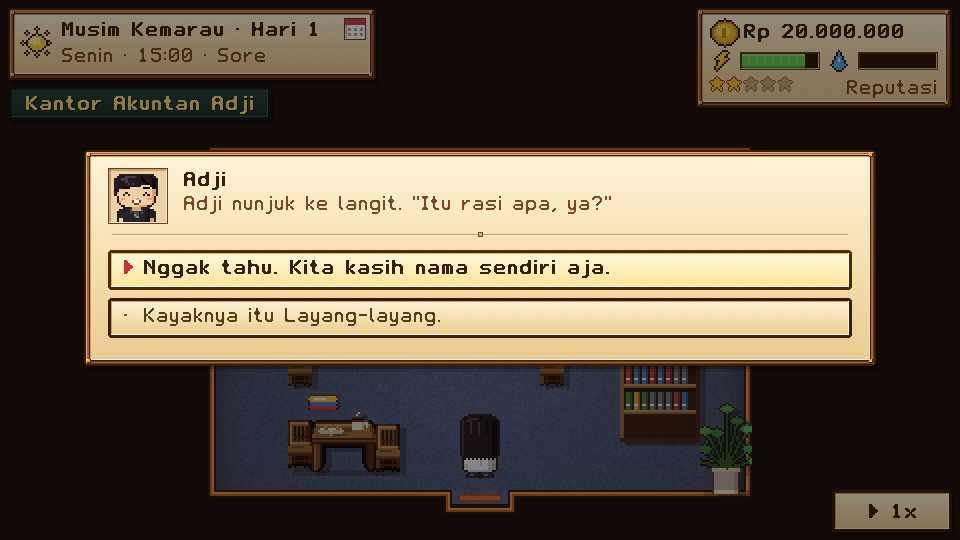 Musim Kemarau · Hari 1
Senin · 15:00 · Sore
Rp 20.000.000
Reputasi
Kantor Akuntan Adji
Adji
Adji nunjuk ke langit. "Itu rasi apa, ya?"
Nggak tahu. Kita kasih nama sendiri aja.
· Kayaknya itu Layang-layang.
1x